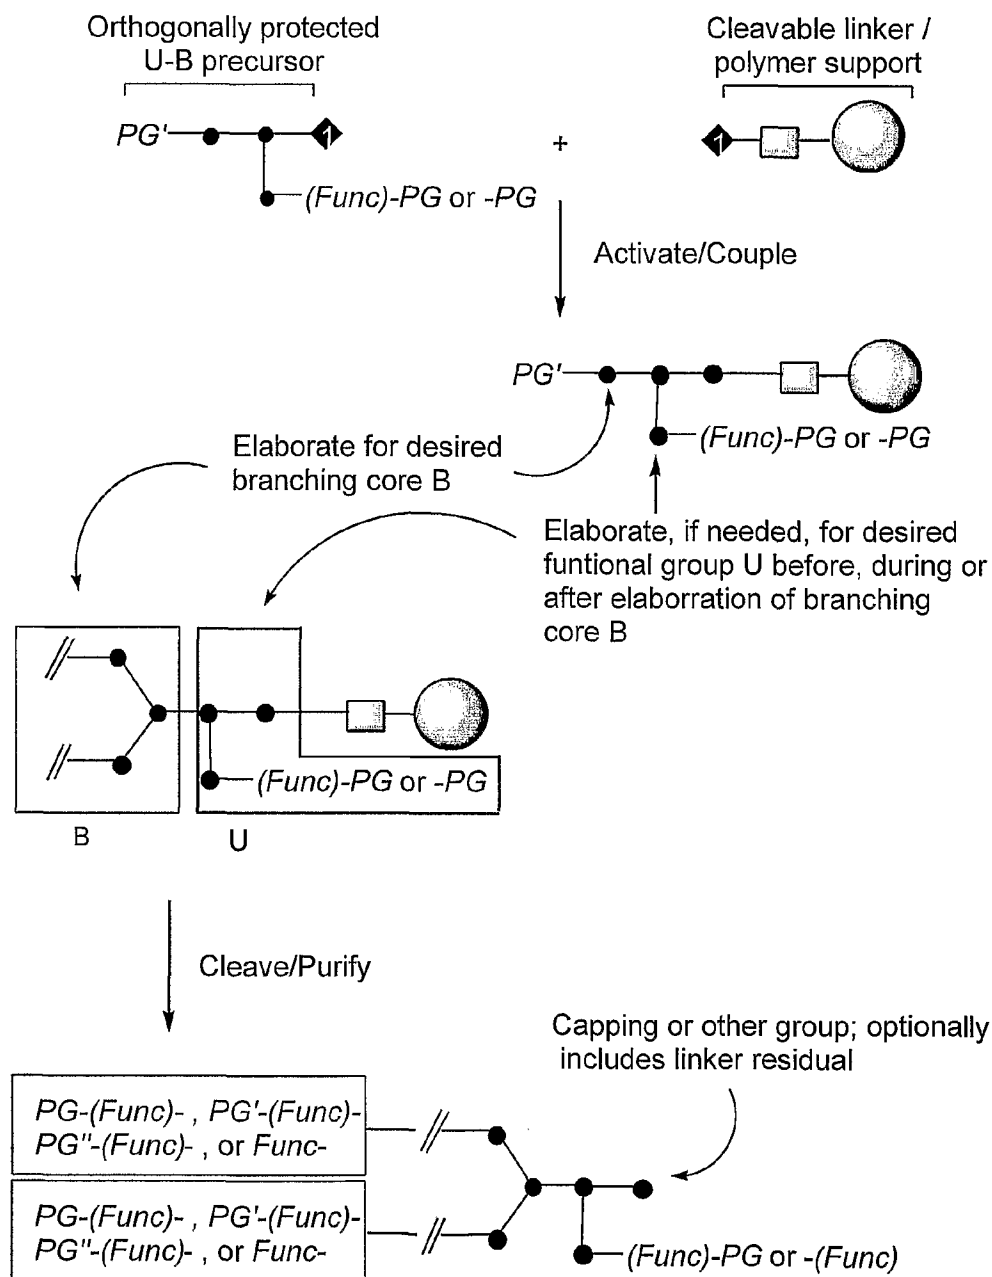 Orthogonally protected
U-B precursor
Cleavable linker /
polymer support
PG'
1
+
1
(Func)-PG or -PG
Activate/Couple
PG'
(Func)-PG or -PG
Elaborate for desired
branching core B
Elaborate, if needed, for desired
funtional group U before, during or
after elaborration of branching
core B
(Func)-PG or -PG
B
U
Cleave/Purify
Capping or other group; optionally
includes linker residual
PG-(Func)- , PG'-(Func)-
PG"-(Func)- , or Func-
PG-(Func)- , PG'-(Func)-
PG"-(Func)- , or Func-
(Func)-PG or -(Func)